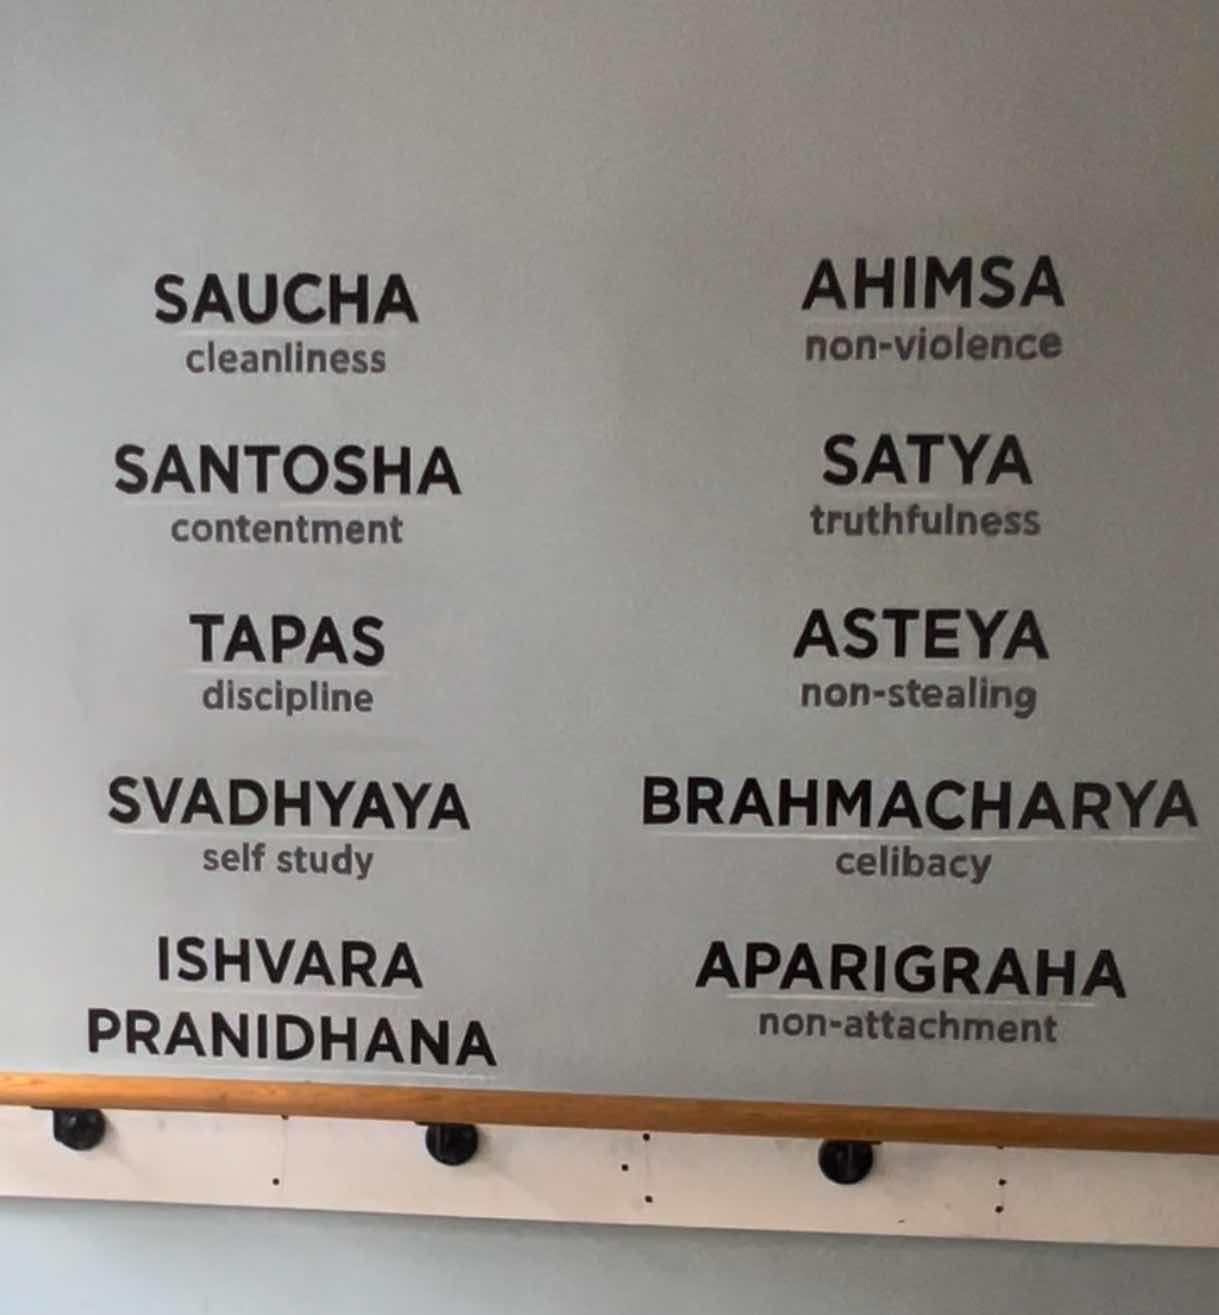 SAUCHA
cleanliness
SANTOSHA
contentment
TAPAS
discipline
SVADHYAYA
self study
ISHVARA
PRANIDHANA
AHIMSA
non-violence
SATYA
truthfulness
ASTEYA
non-stealing
BRAHMACHARYA
celibacy
APARIGRAHA
non-attachment